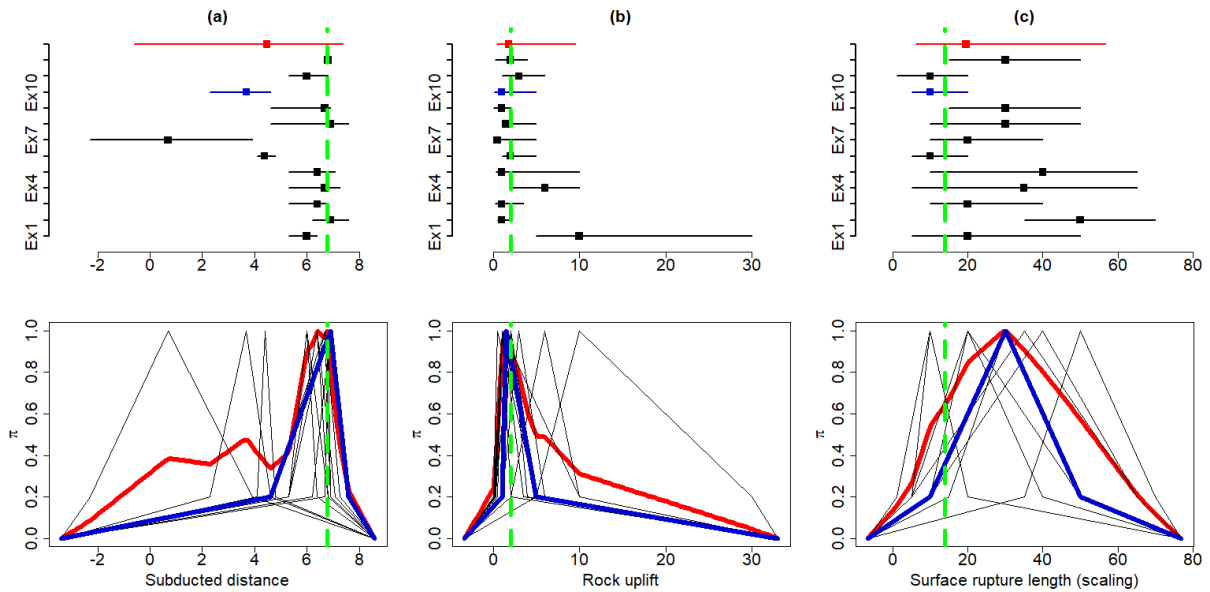 (a)
Ex10
Ex7
Ex4
Ex1
-2 0 2 4 6 8
(b)
Ex10
Ex7
Ex4
Ex1
0 10 20 30
(c)
Ex10
Ex7
Ex4
Ex1
0 20 40 60 80
π
1.0
0.8
0.6
0.4
0.2
0.0
-2 0 2 4 6 8
Subducted distance
π
1.0
0.8
0.6
0.4
0.2
0.0
0 10 20 30
Rock uplift
π
1.0
0.8
0.6
0.4
0.2
0.0
0 20 40 60 80
Surface rupture length (scaling)